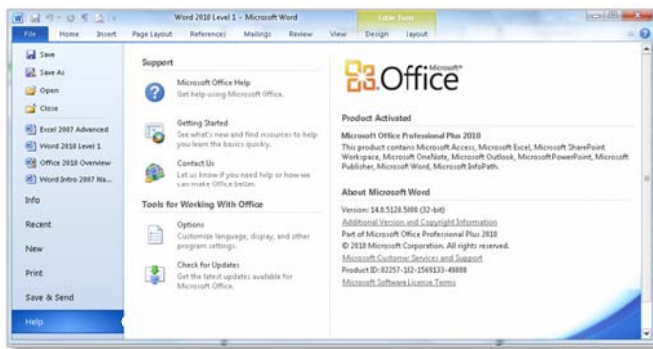 Word 2010 Level 1 - Microsoft Word
Table Tools
File Home Insert Page Layout References Mailings Review View Design Layout
Save
Save As
Open
Close
Excel 2007 Advanced
Word 2010 Level 1
Office 2010 Overview
Word Intro 2007 Na...
Info
Recent
New
Print
Save & Send
Help
Support
Microsoft Office Help
Get help using Microsoft Office.
Getting Started
See what's new and find resources to help
you learn the basics quickly.
Contact Us
Let us know if you need help or how we
can make Office better.
Tools for Working With Office
Options
Customize language, display, and other
program settings.
Check for Updates
Get the latest updates available for
Microsoft Office.
Microsoft®
Office
Product Activated
Microsoft Office Professional Plus 2010
This product contains Microsoft Access, Microsoft Excel, Microsoft SharePoint
Workspace, Microsoft OneNote, Microsoft Outlook, Microsoft PowerPoint, Microsoft
Publisher, Microsoft Word, Microsoft InfoPath.
About Microsoft Word
Version: 14.0.5128.5000 (32-bit)
Additional Version and Copyright Information
Part of Microsoft Office Professional Plus 2010
© 2010 Microsoft Corporation. All rights reserved.
Microsoft Customer Services and Support
Product ID: 02257-182-1569133-49808
Microsoft Software License Terms